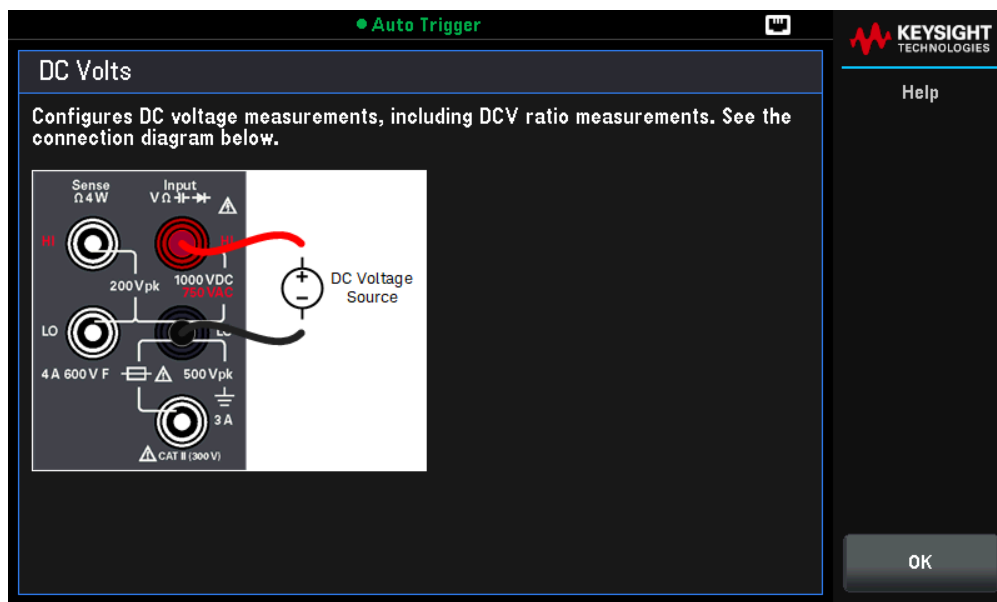 Auto Trigger
KEYSIGHT
TECHNOLOGIES
Help
DC Volts
Configures DC voltage measurements, including DCV ratio measurements. See the
connection diagram below.
Sense
Ω 4 W
Input
V Ω
HI
HI
200 Vpk
1000 VDC
750 VAC
DC Voltage
Source
LO
LO
4 A 600 V F
500 Vpk
3 A
CAT II (300 V)
OK